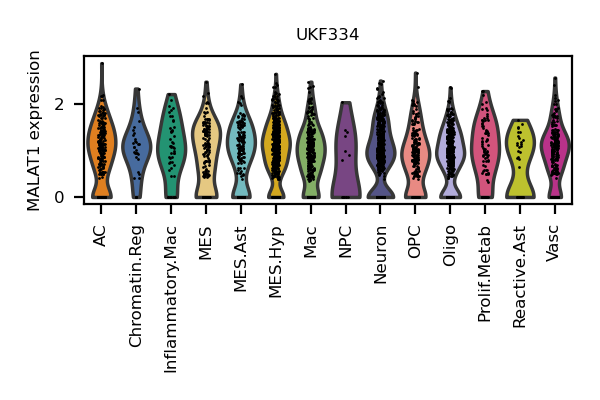 UKF334
MALAT1 expression
2
0
AC
Chromatin.Reg
Inflammatory.Mac
MES
MES.Ast
MES.Hyp
Mac
NPC
Neuron
OPC
Oligo
Prolif.Metab
Reactive.Ast
Vasc